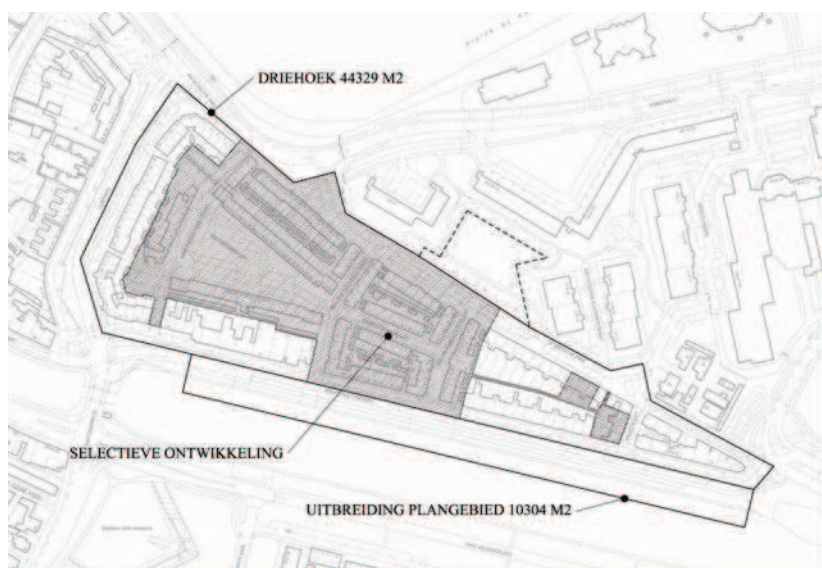 DRIEHOEK 44329 M2
SELECTIEVE ONTWIKKELING
UITBREIDING PLANGEBIED 10304 M2